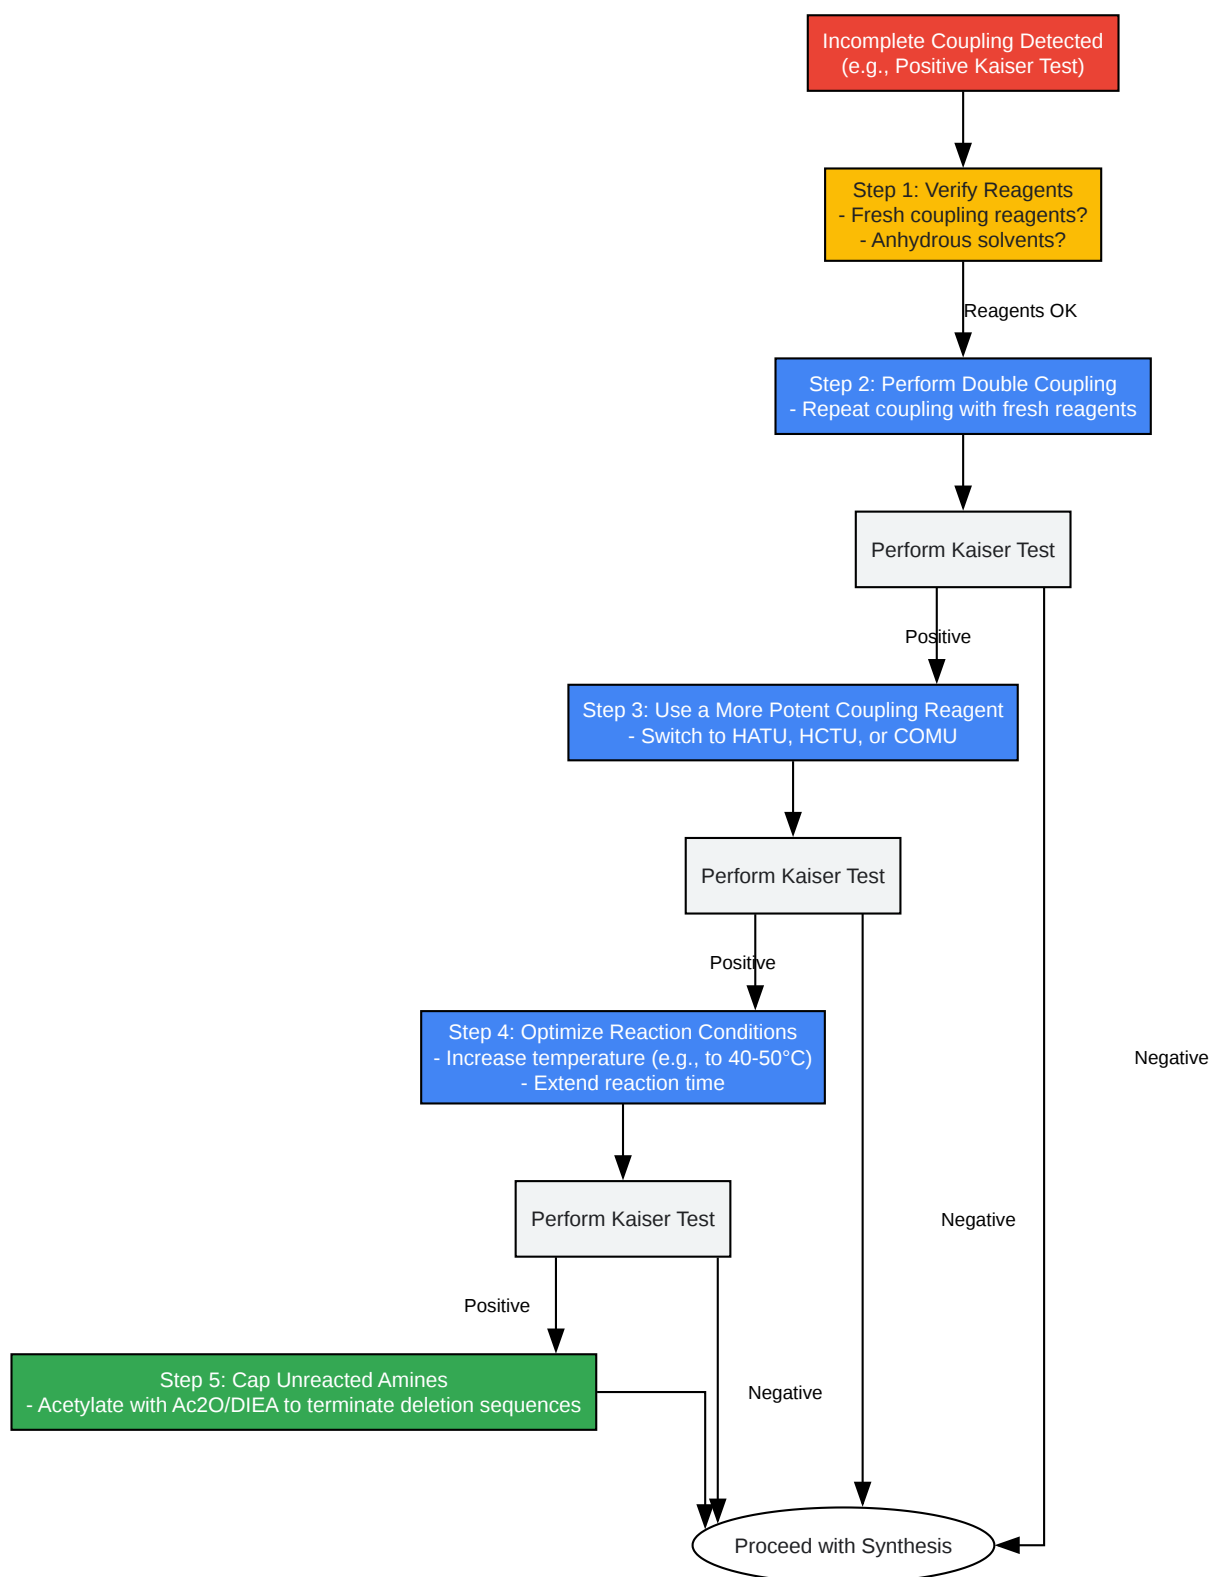 Incomplete Coupling Detected
(e.g., Positive Kaiser Test)
Step 1: Verify Reagents
- Fresh coupling reagents?
- Anhydrous solvents?
Reagents OK
Step 2: Perform Double Coupling
- Repeat coupling with fresh reagents
Perform Kaiser Test
Positive
Step 3: Use a More Potent Coupling Reagent
- Switch to HATU, HCTU, or COMU
Perform Kaiser Test
Positive
Step 4: Optimize Reaction Conditions
- Increase temperature (e.g., to 40-50°C)
- Extend reaction time
Negative
Perform Kaiser Test
Negative
Positive
Step 5: Cap Unreacted Amines
- Acetylate with Ac2O/DIEA to terminate deletion sequences
Negative
Proceed with Synthesis